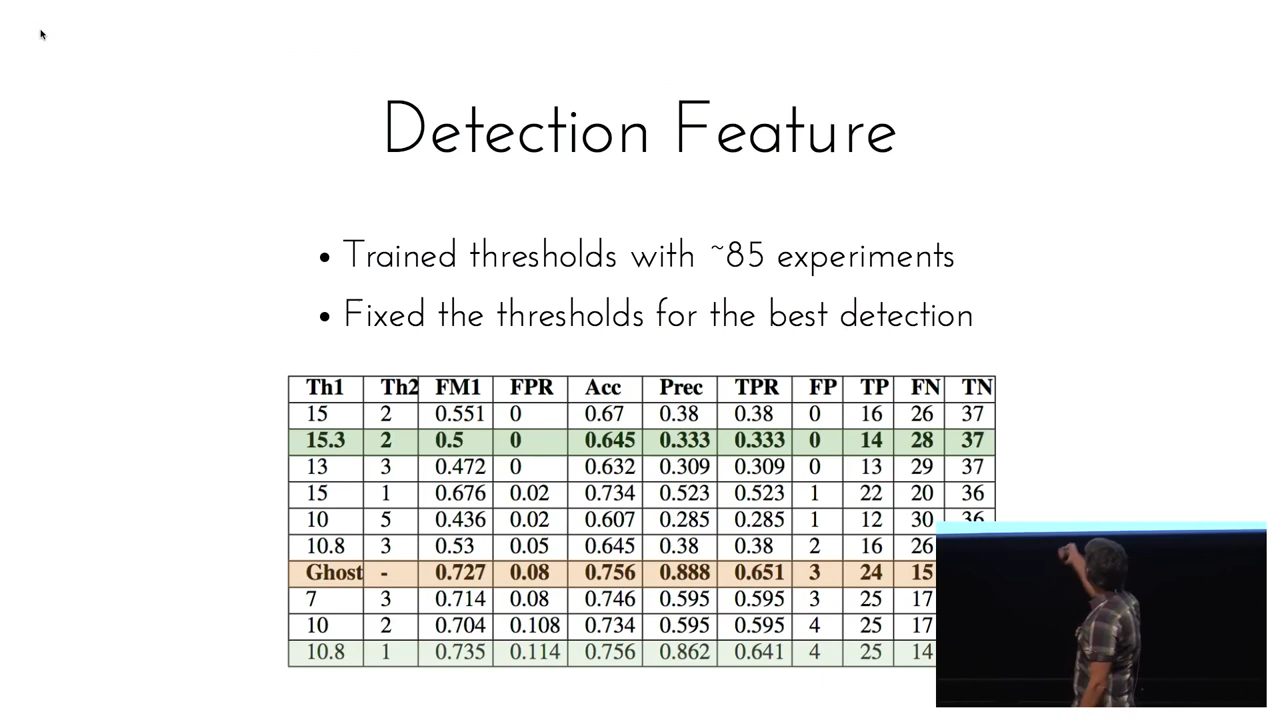 Detection Feature
• Trained thresholds with ~85 experiments
• Fixed the thresholds for the best detection
Th1 Th2 FM1 FPR Acc Prec TPR FP TP FN TN
15 2 0.551 0 0.67 0.38 0.38 0 16 26 37
15.3 2 0.5 0 0.645 0.333 0.333 0 14 28 37
13 3 0.472 0 0.632 0.309 0.309 0 13 29 37
15 1 0.676 0.02 0.734 0.523 0.523 1 22 20 36
10 5 0.436 0.02 0.607 0.285 0.285 1 12 30 36
10.8 3 0.53 0.05 0.645 0.38 0.38 2 16 26
Ghost - 0.727 0.08 0.756 0.888 0.651 3 24 15
7 3 0.714 0.08 0.746 0.595 0.595 3 25 17
10 2 0.704 0.108 0.734 0.595 0.595 4 25 17
10.8 1 0.735 0.114 0.756 0.862 0.641 4 25 14